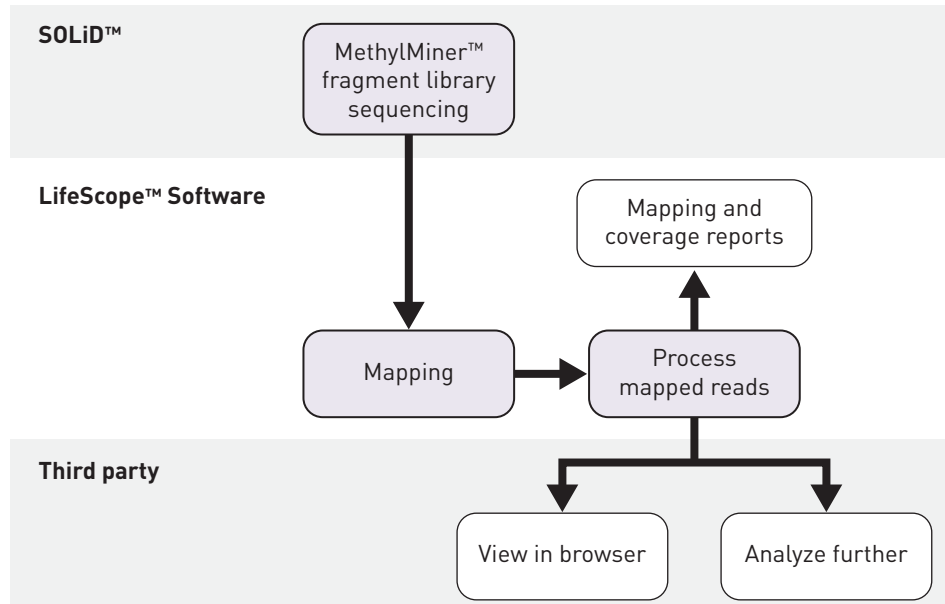 SOLiD™
MethylMiner™
fragment library
sequencing
LifeScope™ Software
Mapping and
coverage reports
Mapping
Process
mapped reads
Third party
View in browser
Analyze further